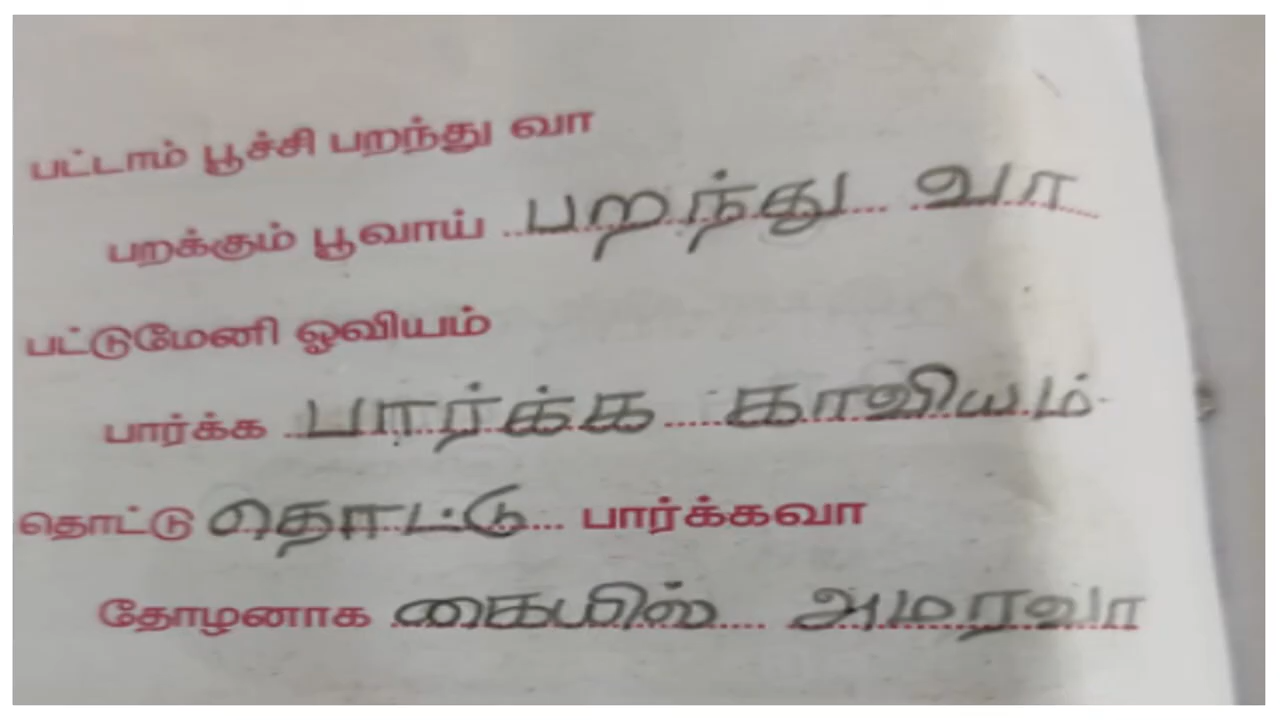 பட்டாம் பூச்சி பறந்து வா
பறக்கும் பூவாய் பறந்து வா
பட்டுமேனி ஓவியம்
பார்க்க பார்க்க காவியம்
தொட்டு தொட்டு பார்க்கவா
தோழனாக கையில் அமரவா